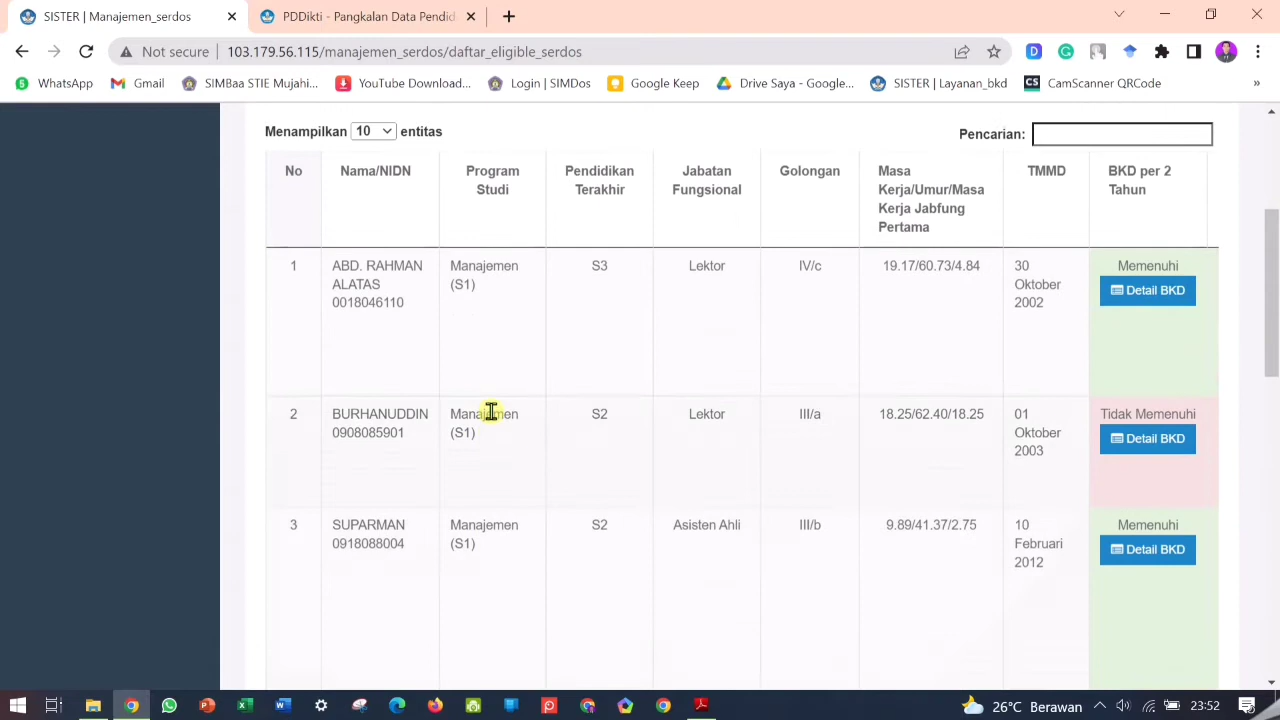 SISTER | Manajemen_serdos
PDDikti - Pangkalan Data Pendid
Not secure
103.179.56.115/manajemen_serdos/daftar_eligible_serdos
WhatsApp
Gmail
SIMBaa STIE Mujahi...
YouTube Download...
Login | SIMDos
Google Keep
Drive Saya - Google...
SISTER | Layanan_bkd
CS
CamScanner QRCode
»
Menampilkan 10 entitas
Pencarian:
No
Nama/NIDN
Program
Studi
Pendidikan
Terakhir
Jabatan
Fungsional
Golongan
Masa
Kerja/Umur/Masa
Kerja Jabfung
Pertama
TMMD
BKD per 2
Tahun
1
ABD. RAHMAN
ALATAS
0018046110
Manajemen
(S1)
S3
Lektor
IV/c
19.17/60.73/4.84
30
Oktober
2002
Memenuhi
Detail BKD
2
BURHANUDDIN
0908085901
Manajemen
(S1)
S2
Lektor
III/a
18.25/62.40/18.25
01
Oktober
2003
Tidak Memenuhi
Detail BKD
3
SUPARMAN
0918088004
Manajemen
(S1)
S2
Asisten Ahli
III/b
9.89/41.37/2.75
10
Februari
2012
Memenuhi
Detail BKD
26°C Berawan
23:52